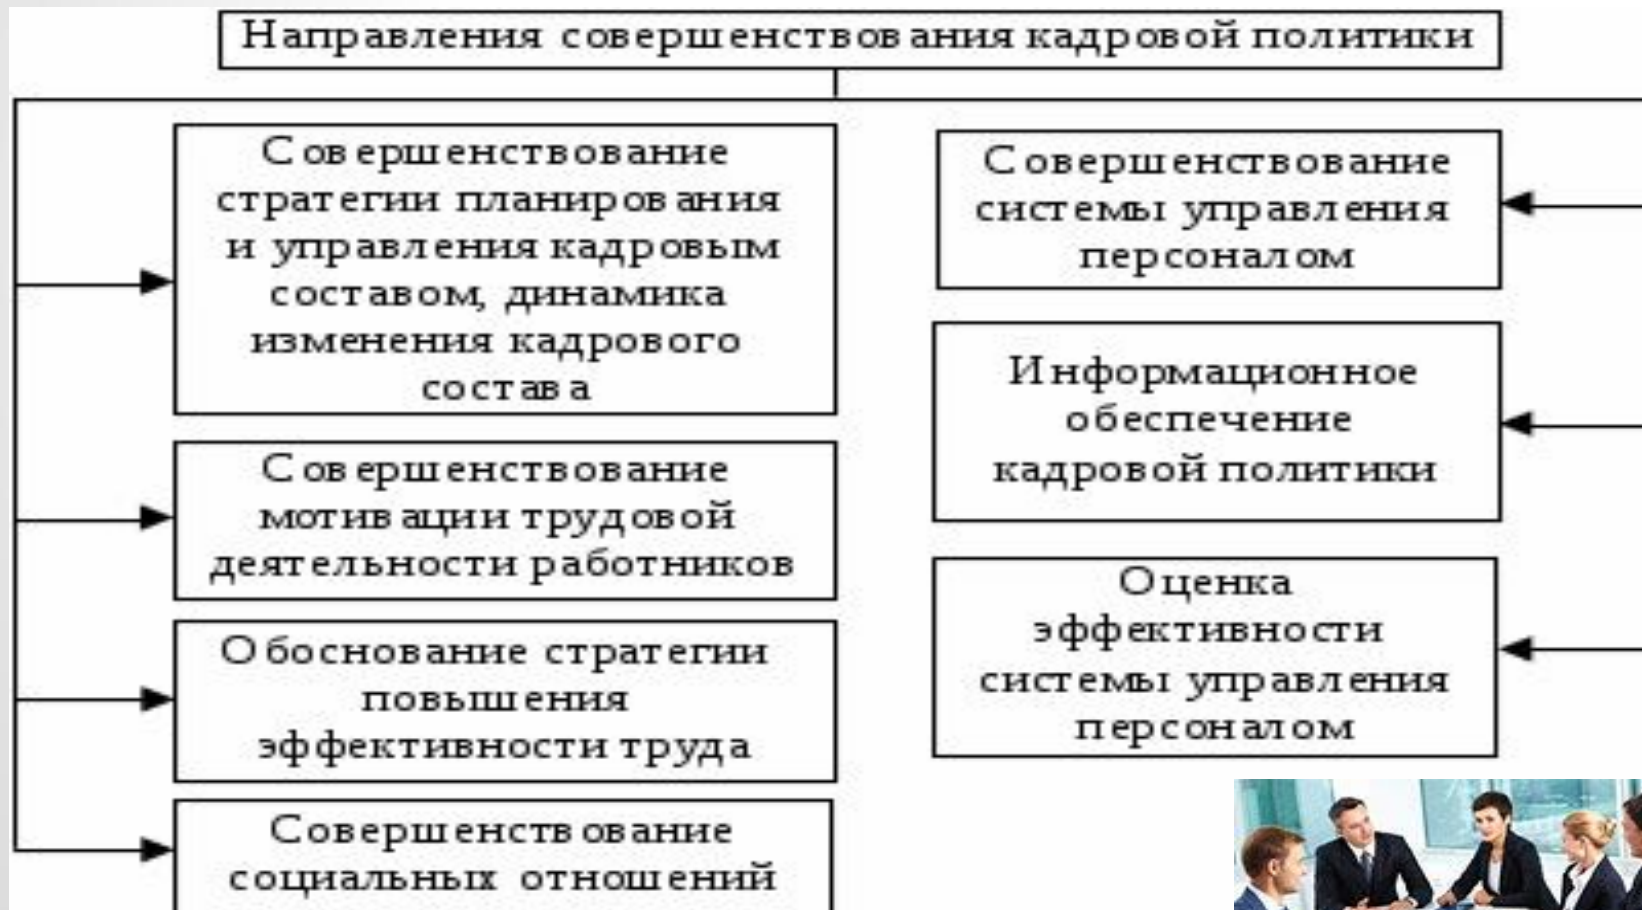 Направления совершенствования кадровой политики
Совершенствование
стратегии планирования
и управления кадровым
составом, динамика
изменения кадрового
состава
Совершенствование
мотивации трудовой
деятельности работников
Обоснование стратегии
повышения
эффективности труда
Совершенствование
социальных отношений
Совершенствование
системы управления
персоналом
Информационное
обеспечение
кадровой политики
Оценка
эффективности
системы управления
персоналом